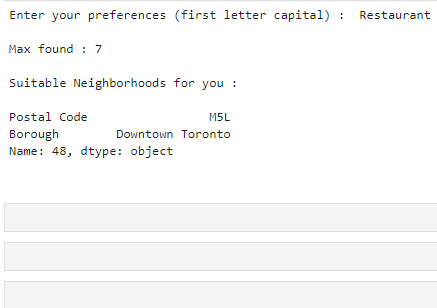 Enter your preferences (first letter capital) :  Restaurant
Max found : 7
Suitable Neighborhoods for you :
Postal Code                 M5L
Borough        Downtown Toronto
Name: 48, dtype: object